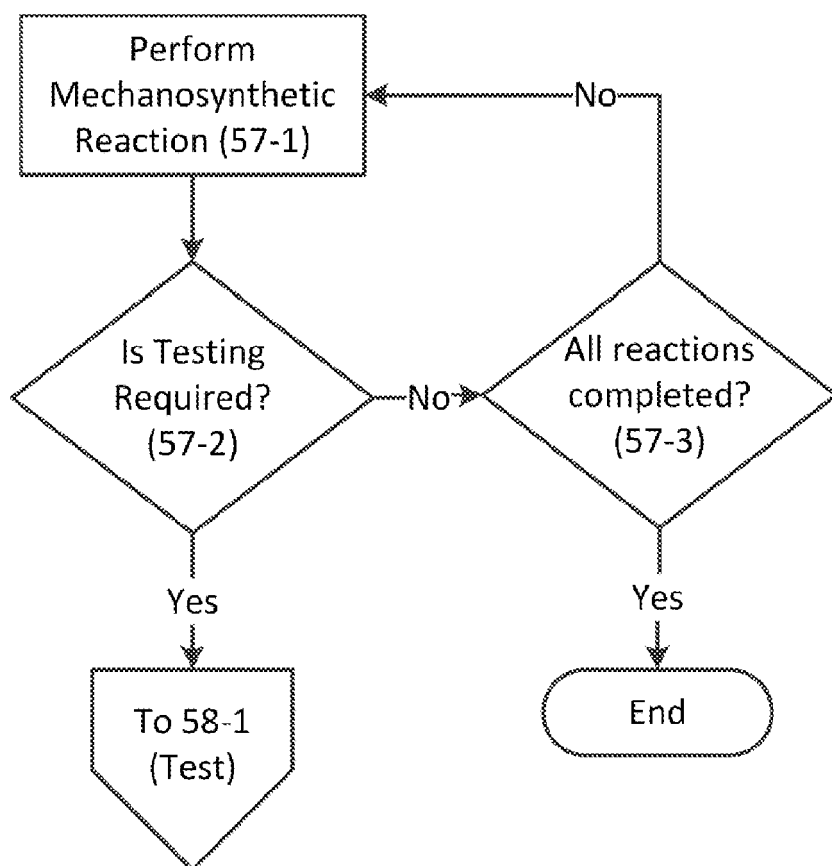 Perform
Mechanosynthetic
Reaction (57-1)
No
Is Testing
Required?
(57-2)
No
All reactions
completed?
(57-3)
Yes
Yes
To 58-1
(Test)
End